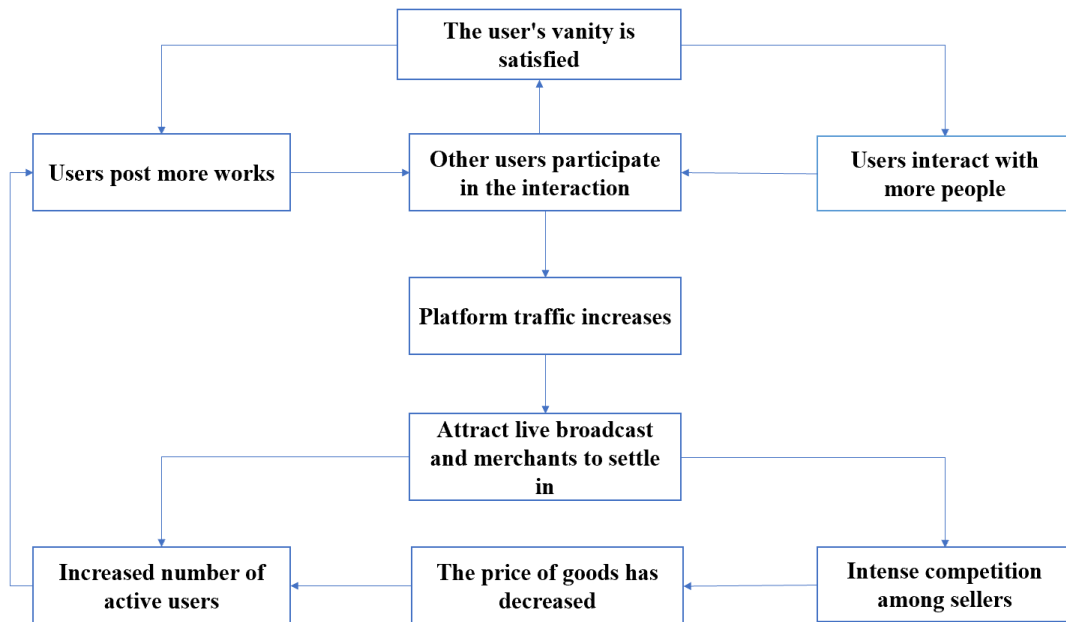 The user's vanity is
satisfied
Users post more works
Other users participate
in the interaction
Users interact with
more people
Platform traffic increases
Attract live broadcast
and merchants to settle
in
Increased number of
active users
The price of goods has
decreased
Intense competition
among sellers